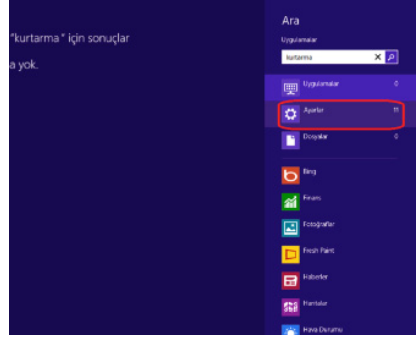 "kurtarma" için sonuçlar
a yok.
Ara
Uygulamalar
kurtarma
Uygulamalar 0
Ayarlar 11
Dosyalar 0
Bing
Finans
Fotoğraflar
Fresh Paint
Haberler
Haritalar
Hava Durumu